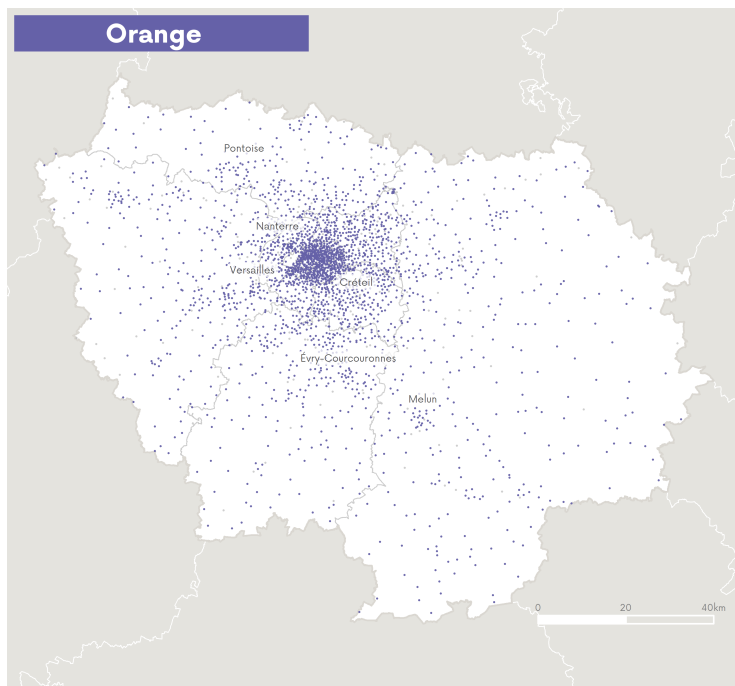 Orange
Pontoise
Nanterre
Versailles
Créteil
Évry-Courcouronnes
Melun
0 20 40km